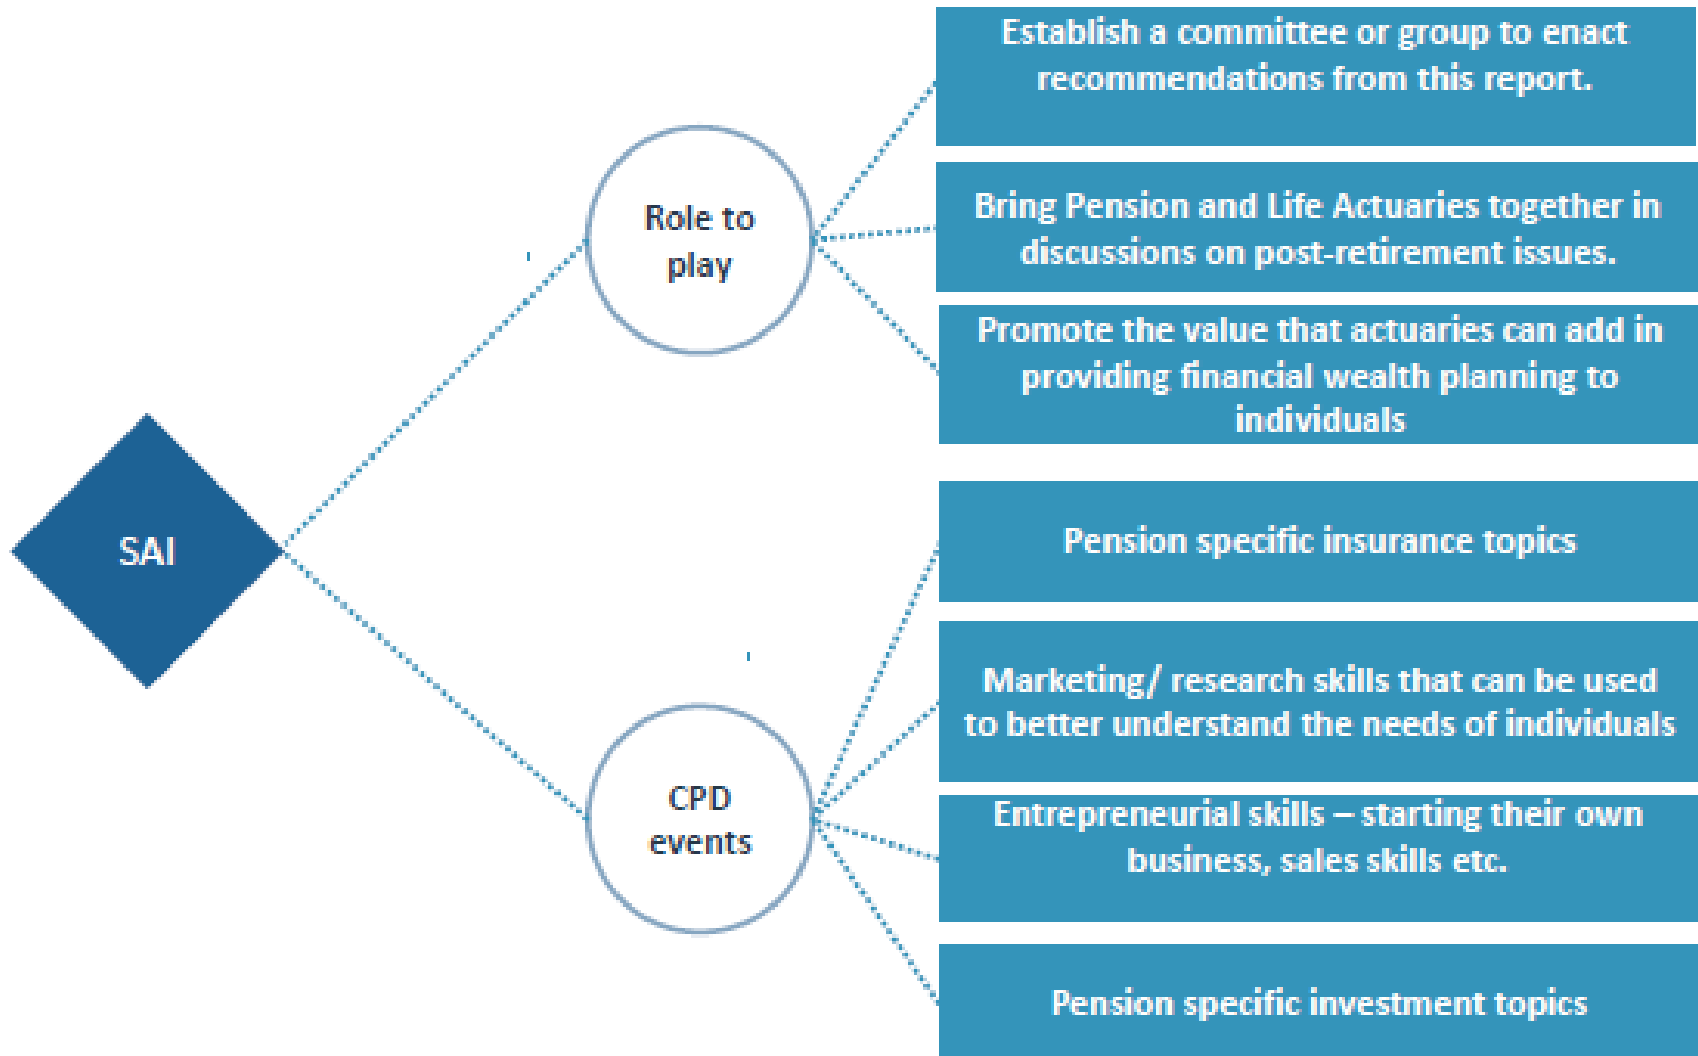 SAI
Role to
play
Establish a committee or group to enact
recommendations from this report.
Bring Pension and Life Actuaries together in
discussions on post-retirement issues.
Promote the value that actuaries can add in
providing financial wealth planning to
individuals
CPD
events
Pension specific insurance topics
Marketing/ research skills that can be used
to better understand the needs of individuals
Entrepreneurial skills – starting their own
business, sales skills etc.
Pension specific investment topics